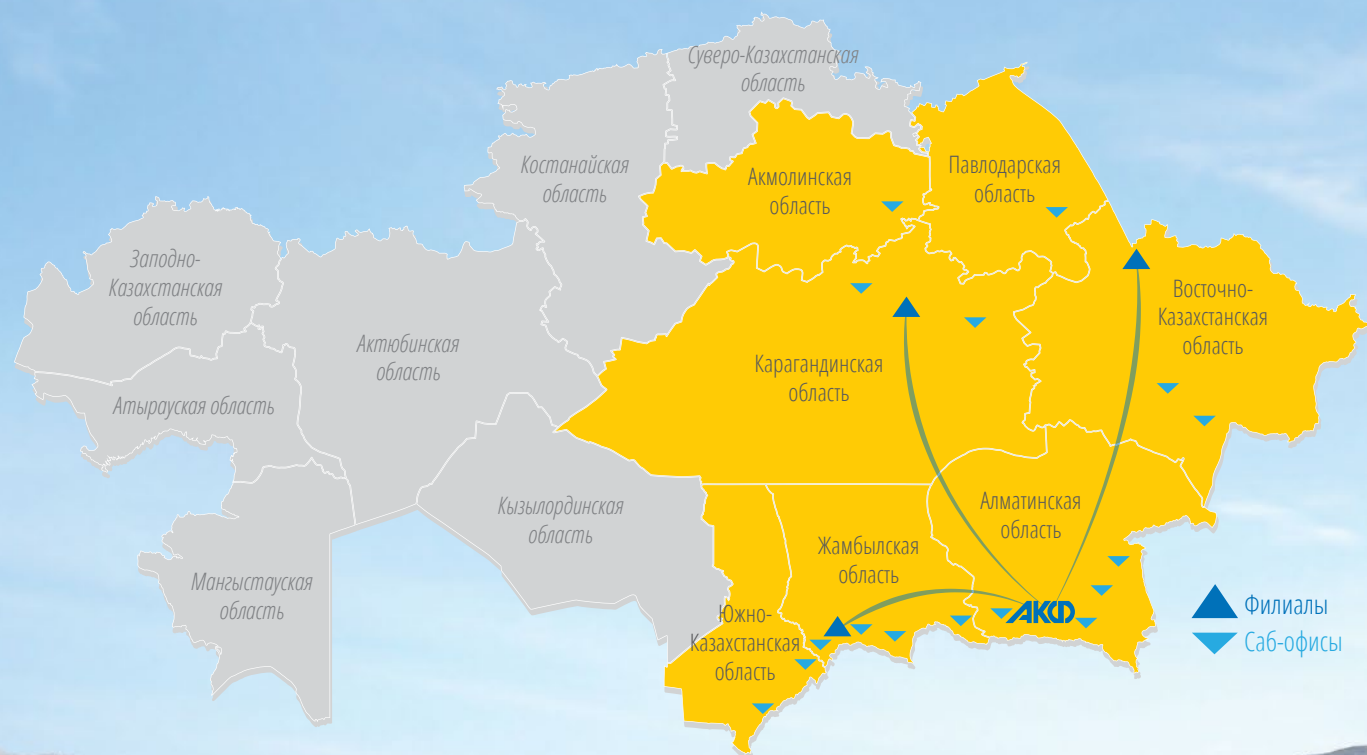 Суверо-Казахстанская
область
Костанайская
область
Акмолинская
область
Павлодарская
область
Заподно-
Казахстанская
область
Восточно-
Казахстанская
область
Актюбинская
область
Карагандинская
область
Атырауская область
Кызылординская
область
Алматинская
область
Жамбылская
область
Мангыстауская
область
Южно-
Казахстанская
область
АКСФ
Филиалы
Саб-офисы